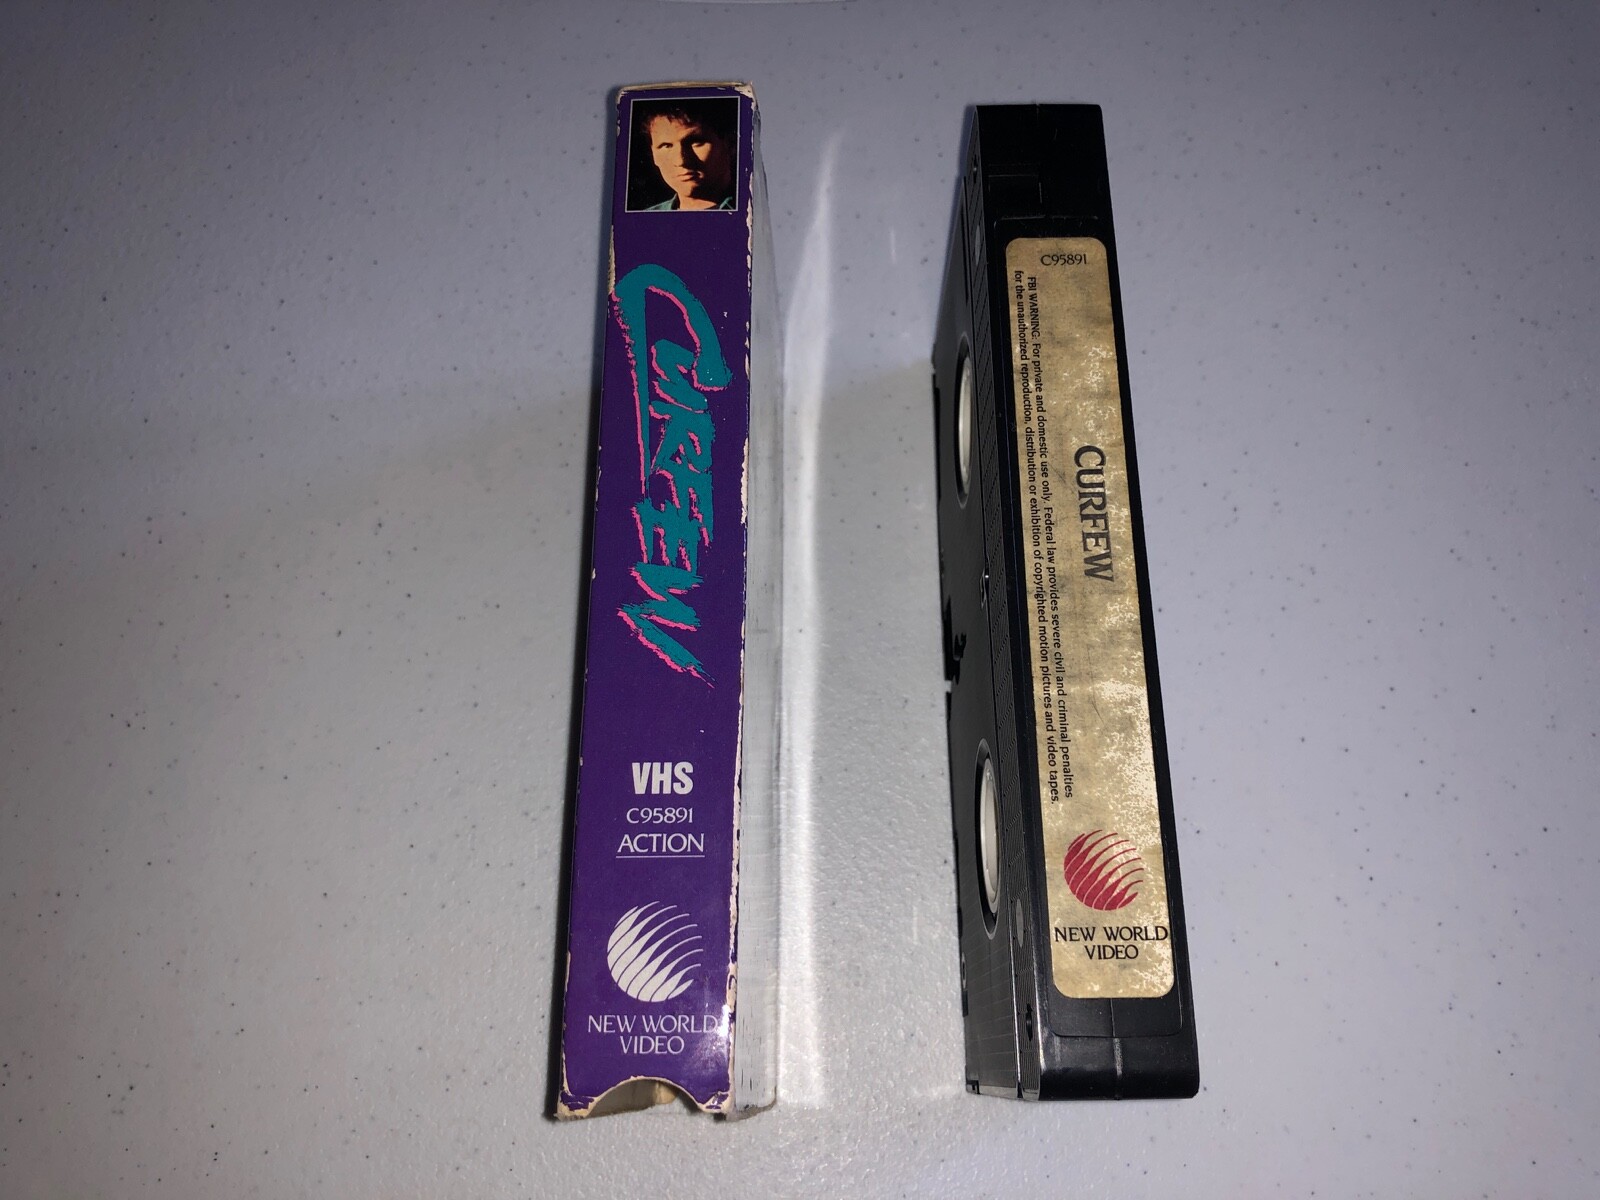 CURFEW
VHS
C95891
ACTION
NEW WORLD
VIDEO
C95891
CURFEW
FBI WARNING: For private and domestic use only. Federal law provides severe civil and criminal penalties
for the unauthorized reproduction, distribution or exhibition of copyrighted motion pictures and video tapes.
NEW WORLD
VIDEO